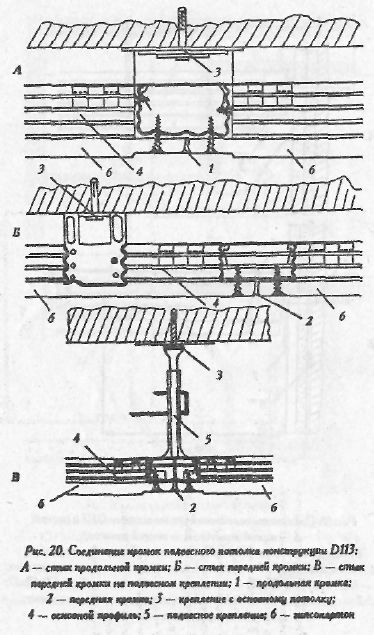 А
3
6
4
1
6
3
Б
6
4
2
6
3
5
4
В
6
2
6
Рис. 20. Соединение кромок подвесного потолка конструкции D113:
А — стык продольной кромки; Б — стык передней кромки; В — стык
передней кромки на подвесном креплении; 1 — продольная кромка;
2 — передняя кромка; 3 — крепление к основному потолку;
4 — основной профиль; 5 — подвесное крепление; 6 — гипсокартон